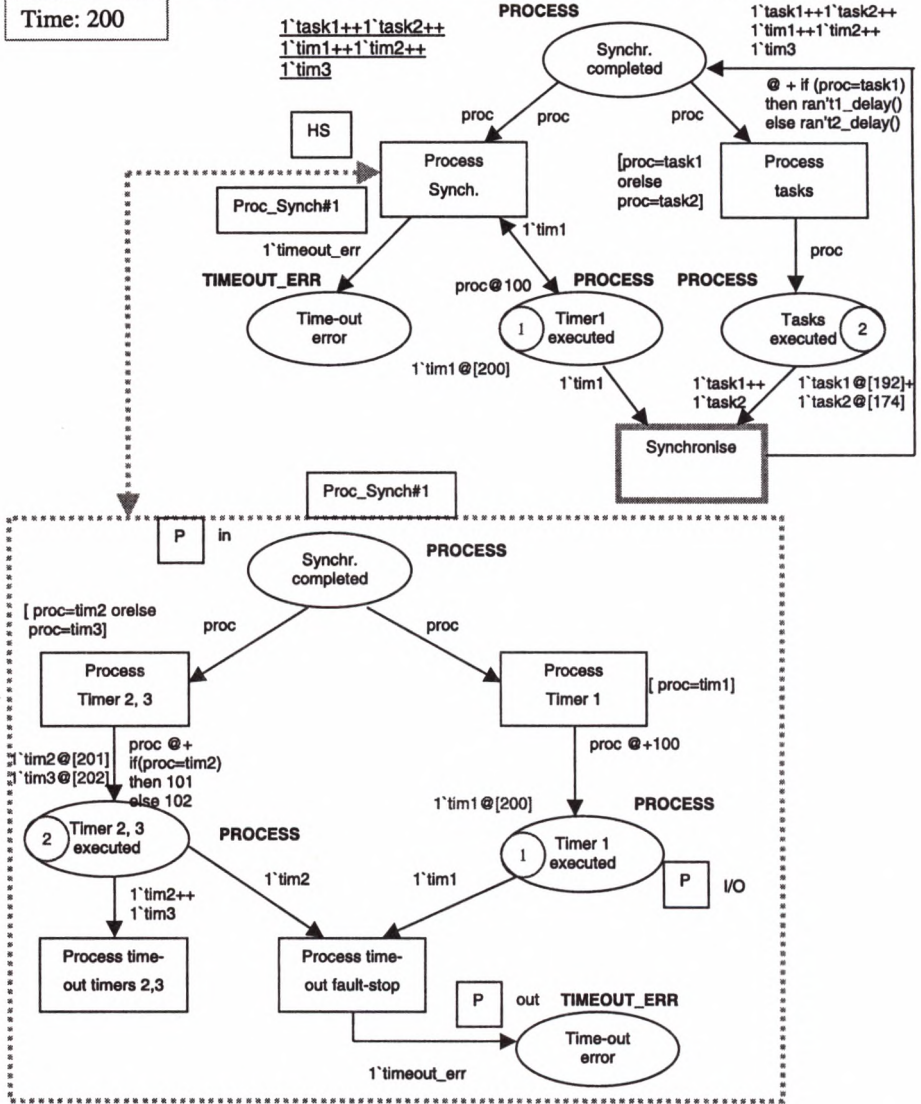 Time: 200
1`task1++1`task2++
1`tim1++1`tim2++
1`tim3
PROCESS
Synchr.
completed
1`task1++1`task2++
1`tim1++1`tim2++
1`tim3
@ + if (proc=task1)
then ran't1_delay()
else ran't2_delay()
HS
proc
proc
proc
Process
Synch.
[proc=task1
orelse
proc=task2]
Process
tasks
Proc_Synch#1
1`timeout_err
1`tim1
proc
TIMEOUT_ERR
proc@100
PROCESS
PROCESS
Time-out
error
1
Timer1
executed
Tasks
executed
2
1`tim1@[200]
1`tim1
1`task1++
1`task2
1`task1@[192]+
1`task2@[174]
Synchronise
Proc_Synch#1
P
in
Synchr.
completed
PROCESS
[ proc=tim2 orelse
proc=tim3]
proc
proc
Process
Timer 2, 3
Process
Timer 1
[ proc=tim1]
1`tim2@[201]
1`tim3@[202]
proc @+
if(proc=tim2)
then 101
else 102
proc @+100
1`tim1@[200]
PROCESS
2
Timer 2, 3
executed
PROCESS
1
Timer 1
executed
P
I/O
1`tim2++
1`tim3
1`tim2
1`tim1
Process time-
out timers 2,3
Process time-
out fault-stop
P
out
TIMEOUT_ERR
Time-out
error
1`timeout_err